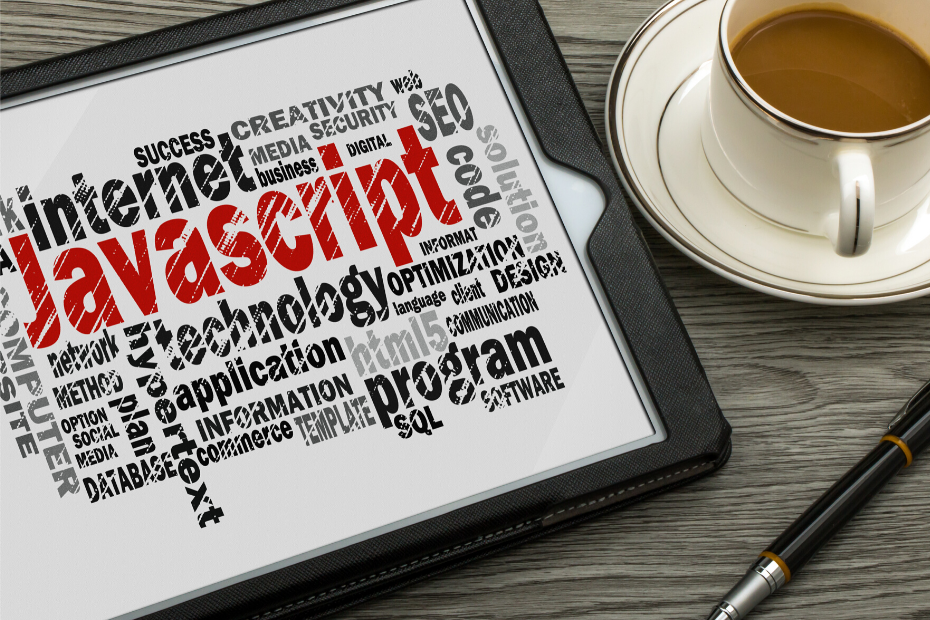 web
CREATIVITY
SEO
SUCCESS
SECURITY
MEDIA
DIGITAL
business
internet
solution
code
Javascript
INFORMAT
OPTIMIZATION
technology
DESIGN
language
client
COMMUNICATION
network
hypertext
html5
application
program
METHOD
plan
COMPUTER
SITE
OPTION
SOCIAL
MEDIA
INFORMATION
TEMPLATE
SOFTWARE
SQL
commerce
DATABASE